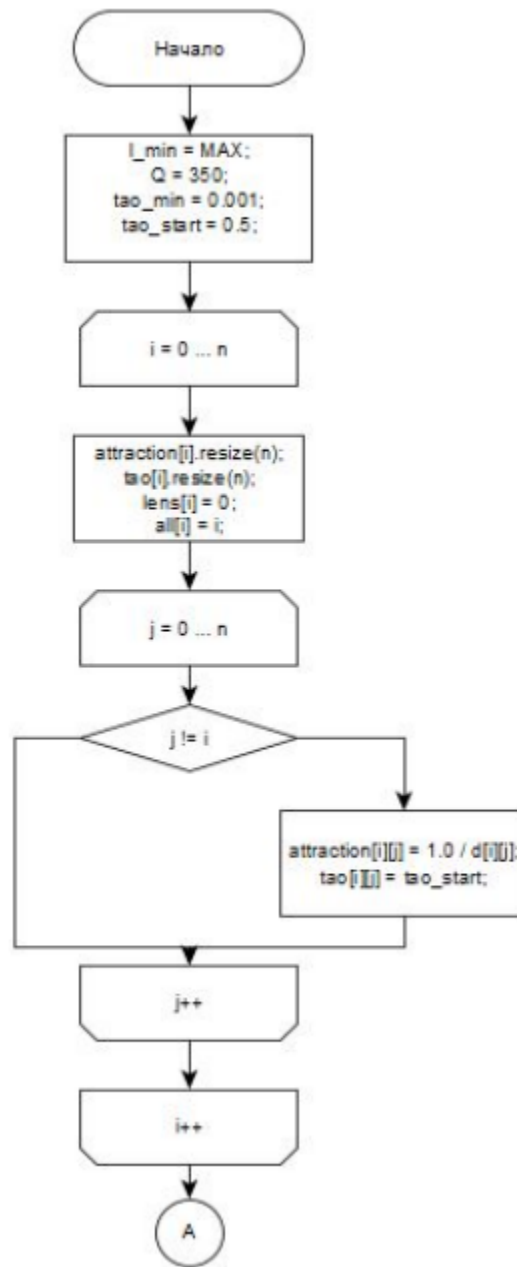 Начало
l_min = MAX;
Q = 350;
tao_min = 0.001;
tao_start = 0.5;
i = 0 ... n
attraction[i].resize(n);
tao[i].resize(n);
lens[i] = 0;
all[i] = i;
j = 0 ... n
j != i
attraction[i][j] = 1.0 / d[i][j];
tao[i][j] = tao_start;
j++
i++
A